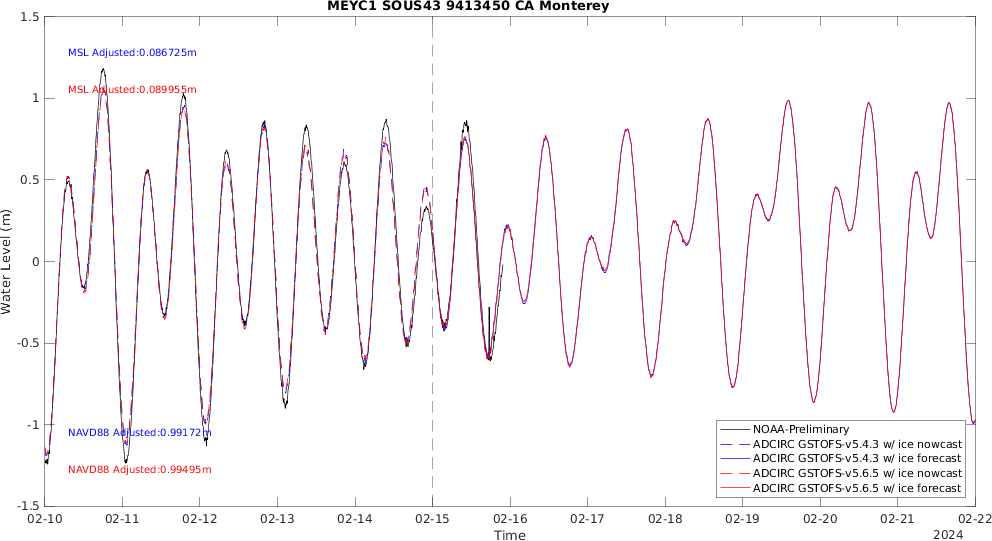 MEYC1 SOUS43 9413450 CA Monterey
1.5
1
0.5
0
-0.5
-1
-1.5
Water Level (m)
MSL Adjusted:0.086725m
MSL Adjusted:0.089955m
NAVD88 Adjusted:0.99172m
NAVD88 Adjusted:0.99495m
NOAA-Preliminary
ADCIRC GSTOFS-v5.4.3 w/ ice nowcast
ADCIRC GSTOFS-v5.4.3 w/ ice forecast
ADCIRC GSTOFS-v5.6.5 w/ ice nowcast
ADCIRC GSTOFS-v5.6.5 w/ ice forecast
02-10 02-11 02-12 02-13 02-14 02-15 02-16 02-17 02-18 02-19 02-20 02-21 02-22
Time
2024